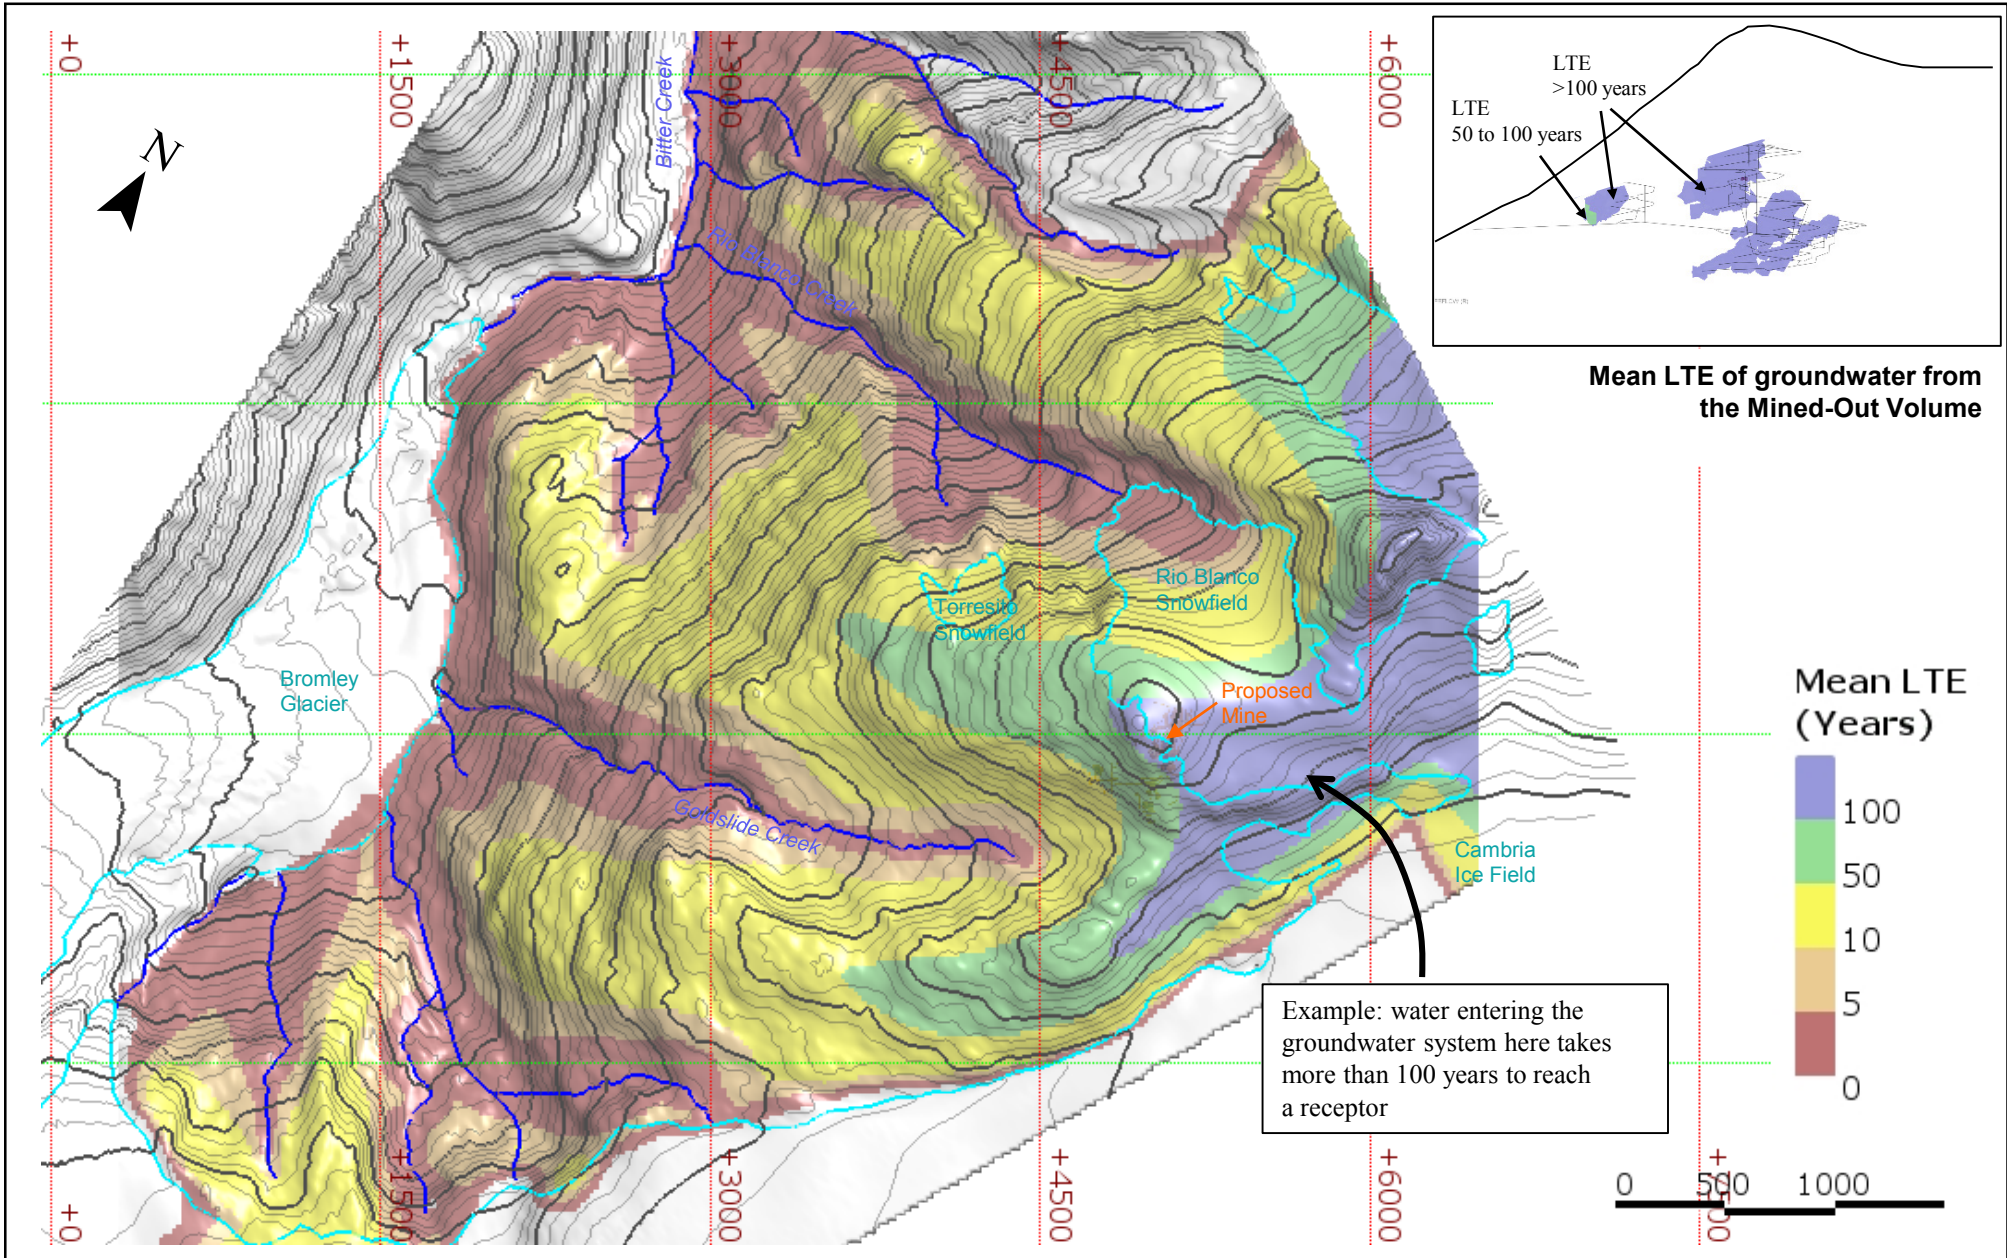 +0
+1500
+3000
+4500
+6000
Bitter Creek
N
LTE
>100 years
LTE
50 to 100 years
Mean LTE of groundwater from
the Mined-Out Volume
Rio Blanco Creek
Rio Blanco
Snowfield
Torresito
Snowfield
Bromley
Glacier
Proposed
Mine
Goldslide Creek
Cambria
Ice Field
Mean LTE
(Years)
100
50
10
5
0
Example: water entering the
groundwater system here takes
more than 100 years to reach
a receptor
0 500 1000
+0
+1500
+3000
+4500
+6000
+7500